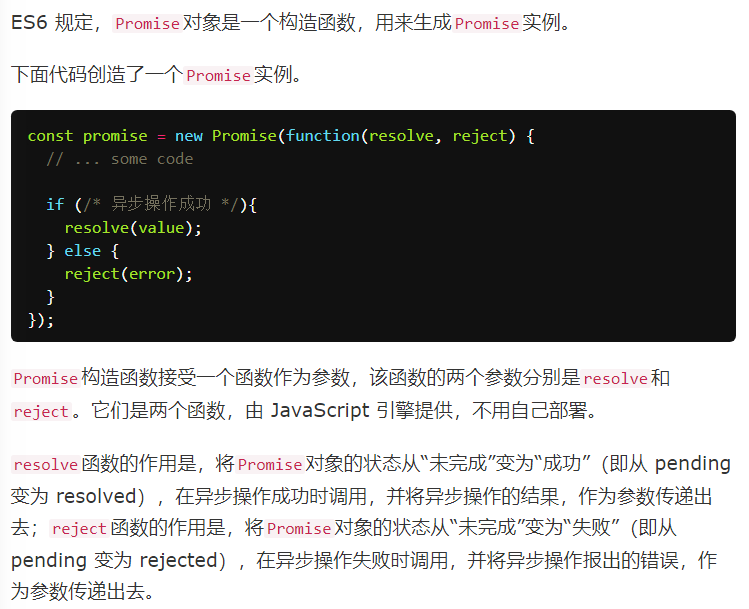 ES6 规定，Promise对象是一个构造函数，用来生成Promise实例。
下面代码创造了一个Promise实例。
const promise = new Promise(function(resolve, reject) {
  // ... some code
  if (/* 异步操作成功 */){
    resolve(value);
  } else {
    reject(error);
  }
});
Promise构造函数接受一个函数作为参数，该函数的两个参数分别是resolve和
reject。它们是两个函数，由 JavaScript 引擎提供，不用自己部署。
resolve函数的作用是，将Promise对象的状态从“未完成”变为“成功”（即从 pending
变为 resolved），在异步操作成功时调用，并将异步操作的结果，作为参数传递出
去；reject函数的作用是，将Promise对象的状态从“未完成”变为“失败”（即从
pending 变为 rejected），在异步操作失败时调用，并将异步操作报出的错误，作
为参数传递出去。